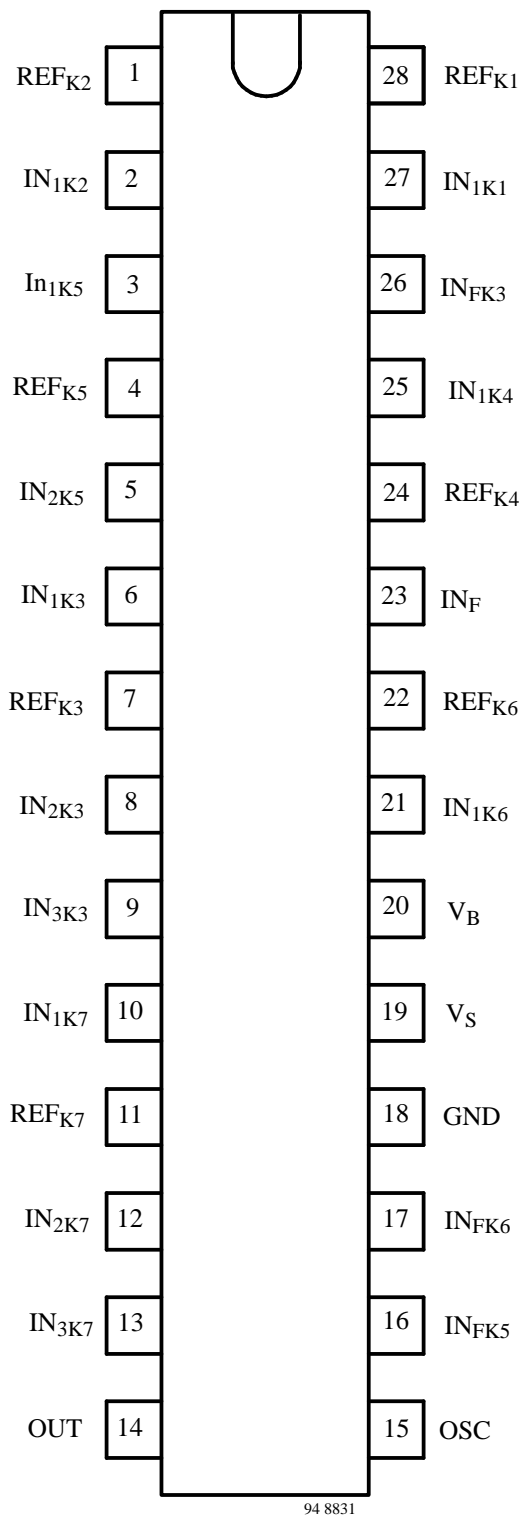 REFK2 1 28 REFK1
IN1K2 2 27 IN1K1
In1K5 3 26 INFK3
REFK5 4 25 IN1K4
IN2K5 5 24 REFK4
IN1K3 6 23 INF
REFK3 7 22 REFK6
IN2K3 8 21 IN1K6
IN3K3 9 20 VB
IN1K7 10 19 VS
REFK7 11 18 GND
IN2K7 12 17 INFK6
IN3K7 13 16 INFK5
OUT 14 15 OSC
94 8831